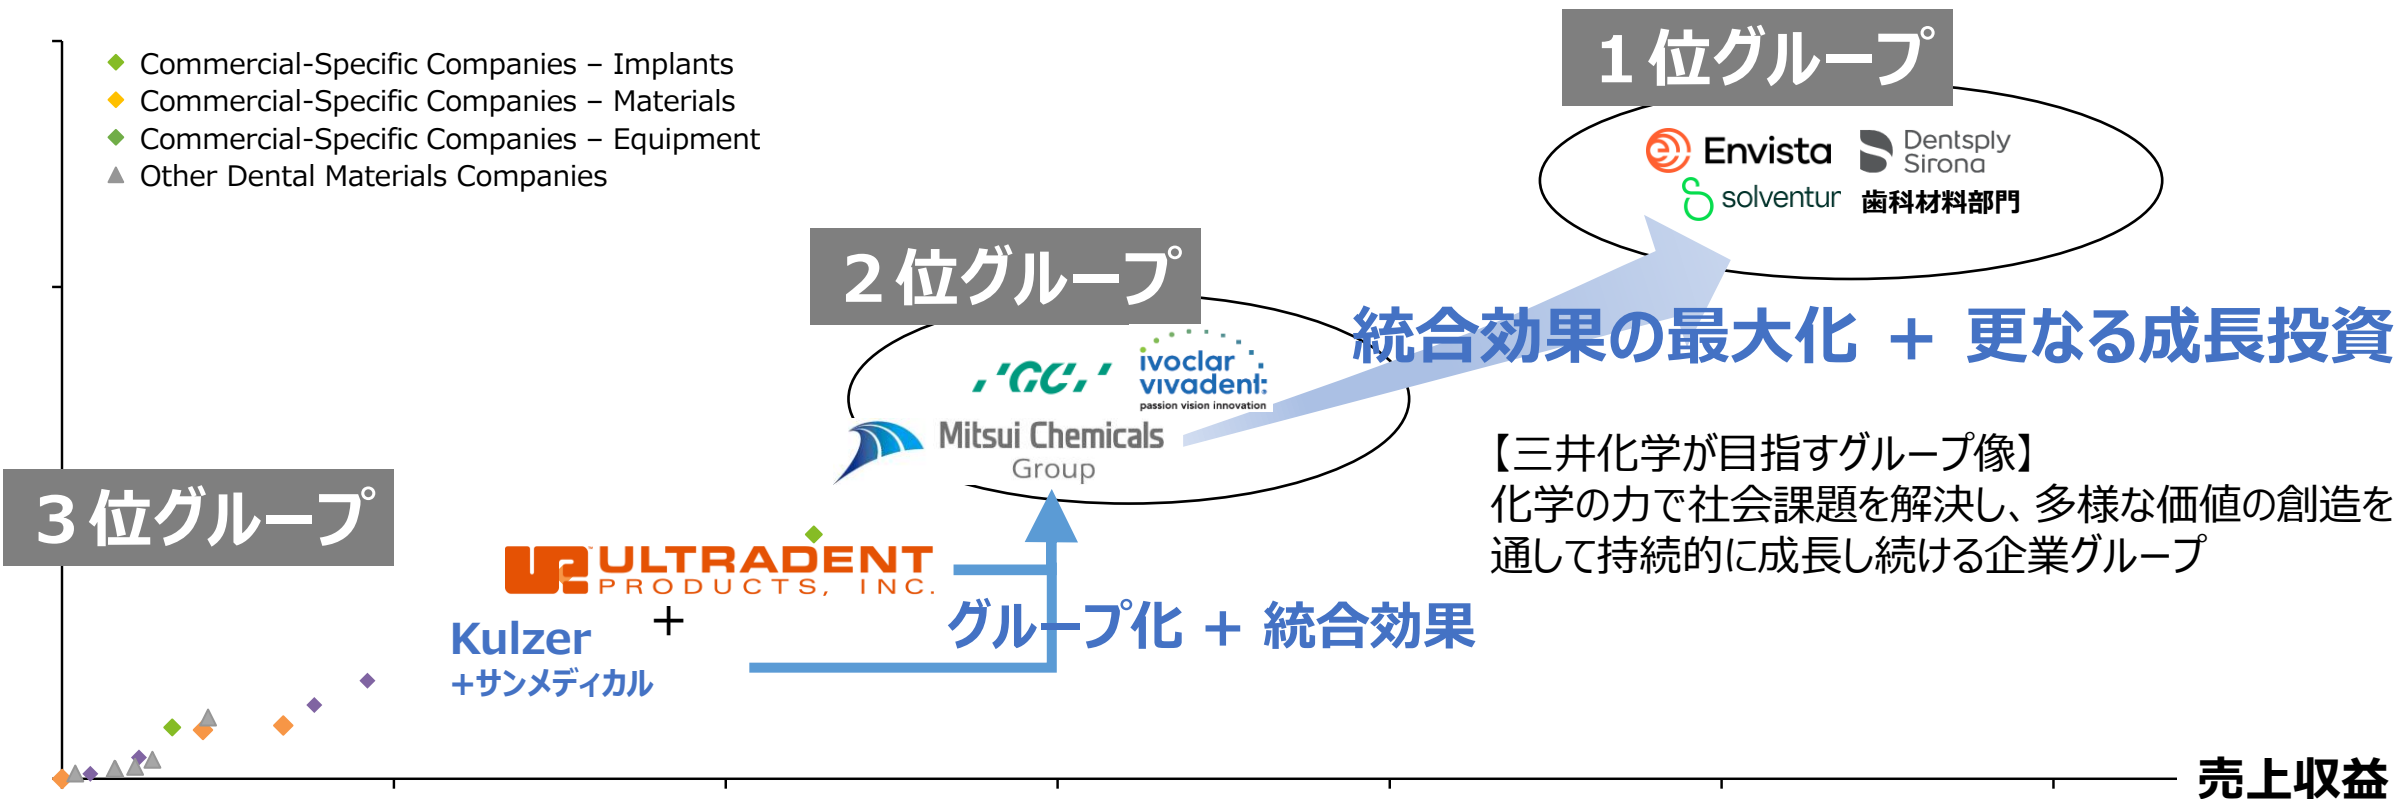 １位グループ
Commercial-Specific Companies – Implants
Commercial-Specific Companies – Materials
Commercial-Specific Companies – Equipment
Other Dental Materials Companies
Envista
Dentsply
Sirona
solventum
歯科材料部門
２位グループ
統合効果の最大化 + 更なる成長投資
GC
ivoclar
vivadent:
passion vision innovation
Mitsui Chemicals
Group
【三井化学が目指すグループ像】
化学の力で社会課題を解決し、多様な価値の創造を
通して持続的に成長し続ける企業グループ
３位グループ
ULTRADENT
PRODUCTS, INC.
+
グループ化 + 統合効果
Kulzer
+サンメディカル
売上収益